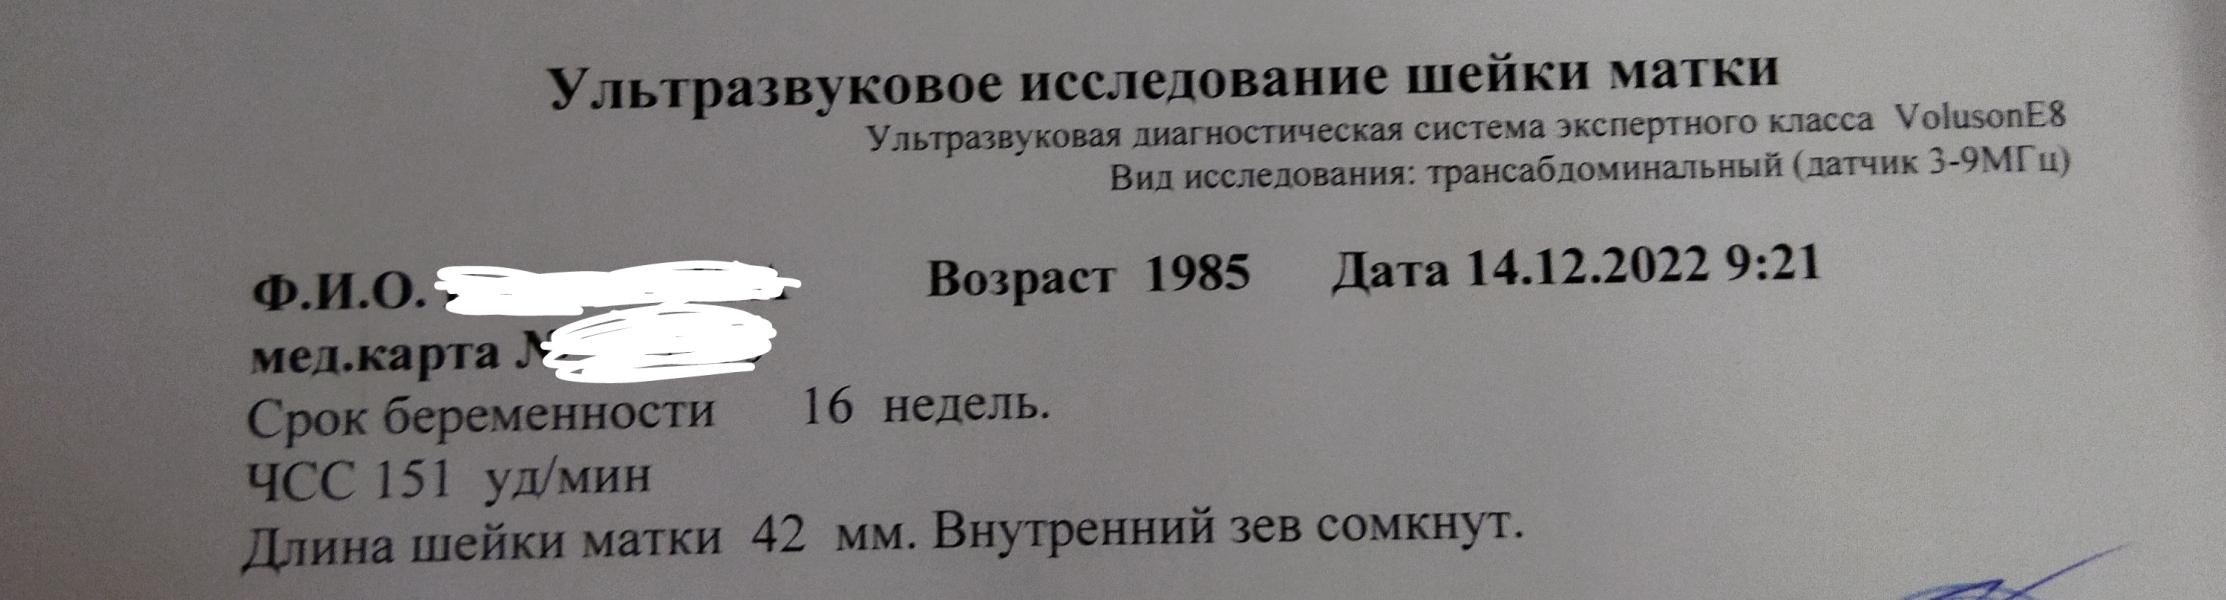 Ультразвуковое исследование шейки матки
Ультразвуковая диагностическая система экспертного класса VolusonE8
Вид исследования: трансабдоминальный (датчик 3-9МГц)
Ф.И.О. Возраст 1985 Дата 14.12.2022 9:21
мед.карта №
Срок беременности 16 недель.
ЧСС 151 уд/мин
Длина шейки матки 42 мм. Внутренний зев сомкнут.